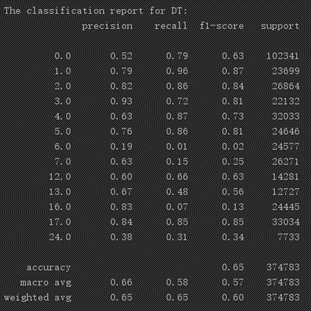 The classification report for DT:
precision recall f1-score support
0.0 0.52 0.79 0.63 102341
1.0 0.79 0.96 0.87 23699
2.0 0.82 0.86 0.84 26864
3.0 0.93 0.72 0.81 22132
4.0 0.63 0.87 0.73 32033
5.0 0.76 0.86 0.81 24646
6.0 0.19 0.01 0.02 24577
7.0 0.63 0.15 0.25 26271
12.0 0.60 0.66 0.63 14281
13.0 0.67 0.48 0.56 12727
16.0 0.83 0.07 0.13 24445
17.0 0.84 0.85 0.85 33034
24.0 0.38 0.31 0.34 7733
accuracy 0.65 374783
macro avg 0.66 0.58 0.57 374783
weighted avg 0.65 0.65 0.60 374783